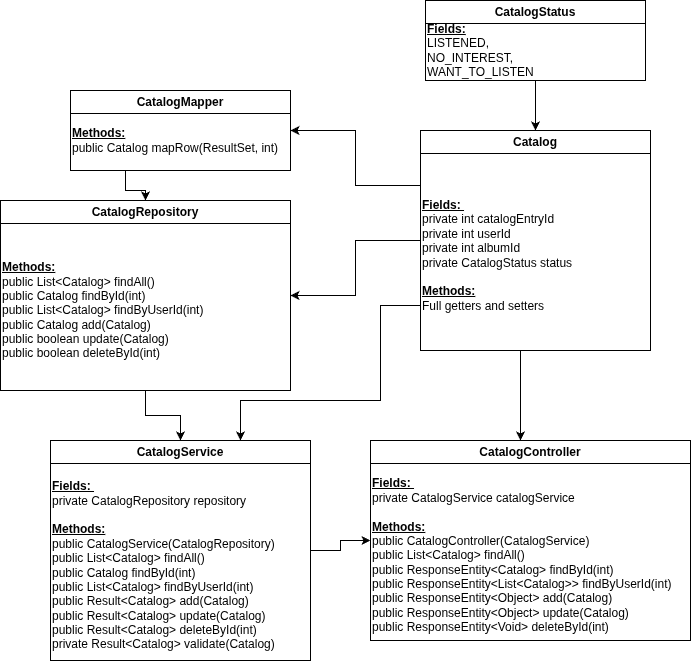 CatalogStatus
Fields:
LISTENED,
NO_INTEREST,
WANT_TO_LISTEN
CatalogMapper
Methods:
public Catalog mapRow(ResultSet, int)
Catalog
Fields:
private int catalogEntryId
private int userId
private int albumId
private CatalogStatus status
Methods:
Full getters and setters
CatalogRepository
Methods:
public List<Catalog> findAll()
public Catalog findById(int)
public List<Catalog> findByUserId(int)
public Catalog add(Catalog)
public boolean update(Catalog)
public boolean deleteById(int)
CatalogService
Fields:
private CatalogRepository repository
Methods:
public CatalogService(CatalogRepository)
public List<Catalog> findAll()
public Catalog findById(int)
public List<Catalog> findByUserId(int)
public Result<Catalog> add(Catalog)
public Result<Catalog> update(Catalog)
public Result<Catalog> deleteById(int)
private Result<Catalog> validate(Catalog)
CatalogController
Fields:
private CatalogService catalogService
Methods:
public CatalogController(CatalogService)
public List<Catalog> findAll()
public ResponseEntity<Catalog> findById(int)
public ResponseEntity<List<Catalog>> findByUserId(int)
public ResponseEntity<Object> add(Catalog)
public ResponseEntity<Object> update(Catalog)
public ResponseEntity<Void> deleteById(int)